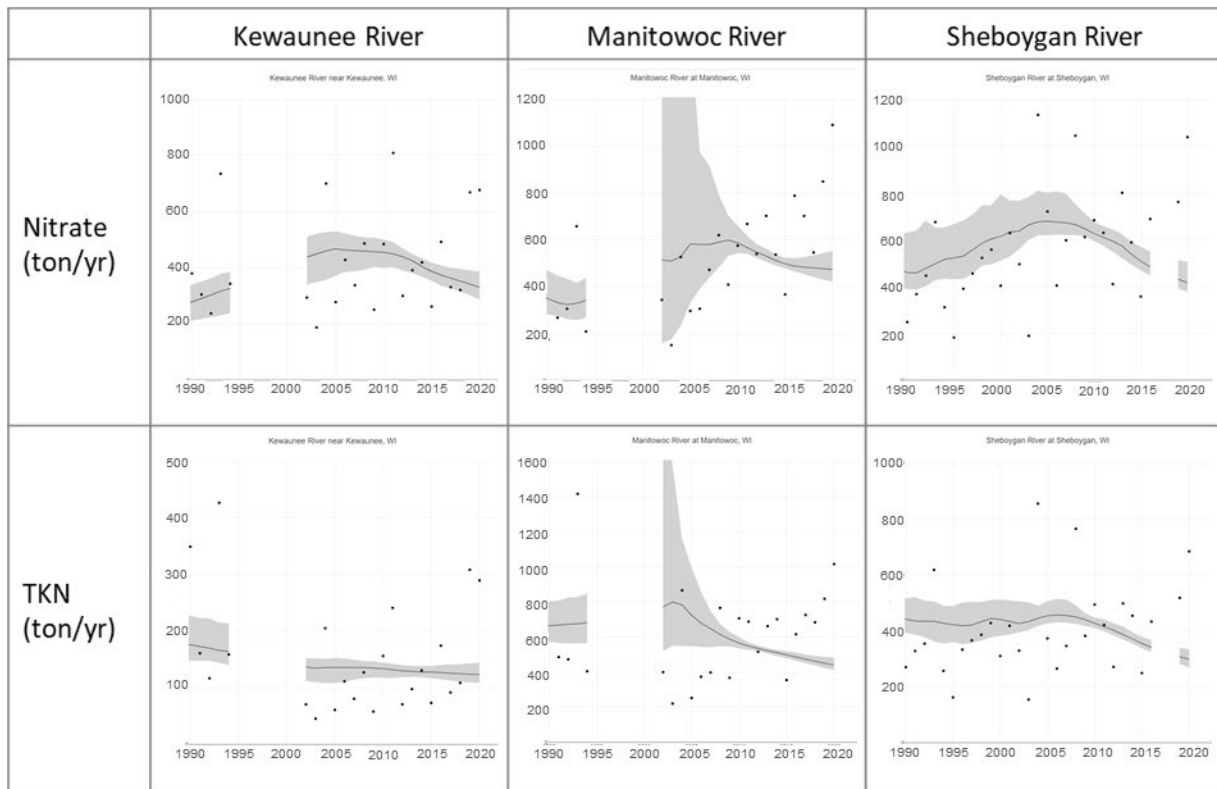 Kewaunee River
Manitowoc River
Sheboygan River
Nitrate
(ton/yr)
Kewaunee River near Kewaunee, WI
1000
800
600
400
200
1990 1995 2000 2005 2010 2015 2020
Manitowoc River at Manitowoc, WI
1200
1000
800
600
400
200
1990 1995 2000 2005 2010 2015 2020
Sheboygan River at Sheboygan, WI
1200
1000
800
600
400
200
1990 1995 2000 2005 2010 2015 2020
TKN
(ton/yr)
Kewaunee River near Kewaunee, WI
500
400
300
200
100
1990 1995 2000 2005 2010 2015 2020
Manitowoc River at Manitowoc, WI
1600
1400
1200
1000
800
600
400
200
1990 1995 2000 2005 2010 2015 2020
Sheboygan River at Sheboygan, WI
1000
800
600
400
200
1990 1995 2000 2005 2010 2015 2020